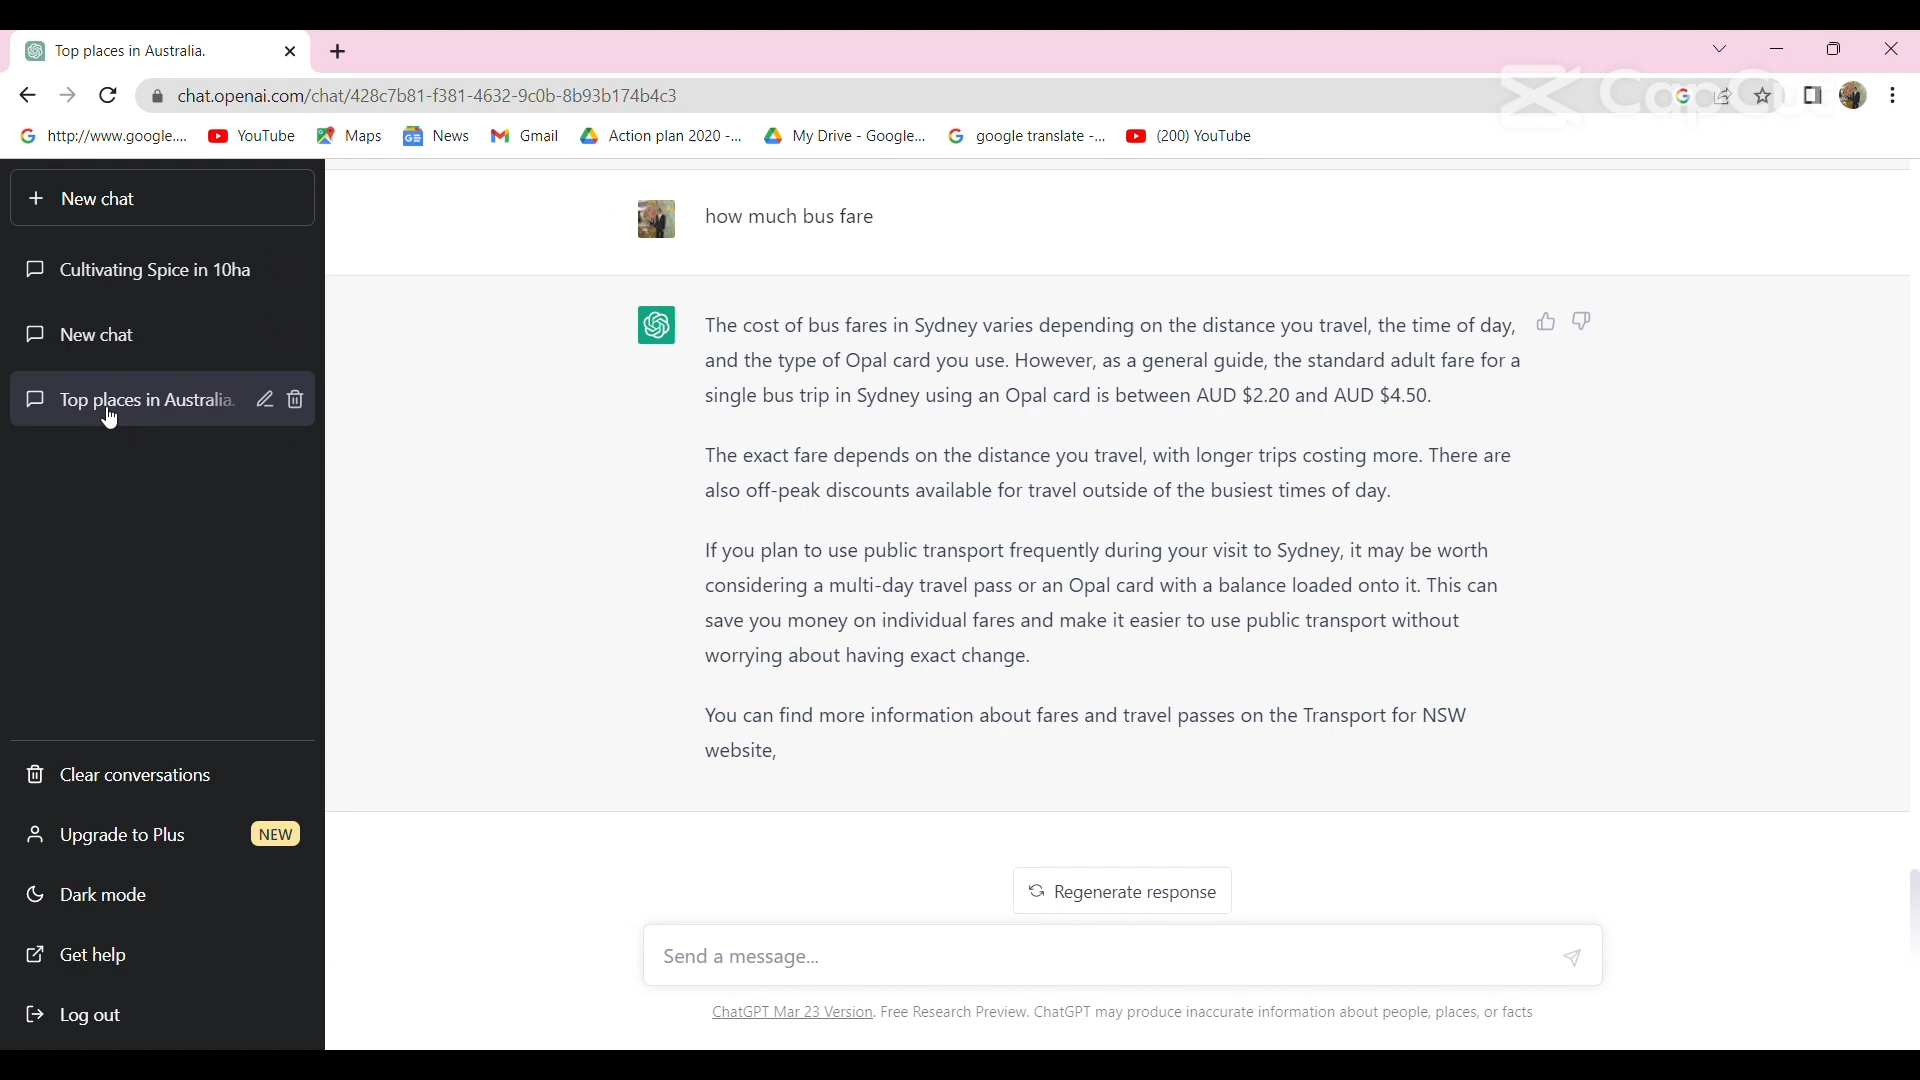 Top places in Australia.
chat.openai.com/chat/428c7b81-f381-4632-9c0b-8b93b174b4c3
CapCut
http://www.google.... YouTube Maps News Gmail Action plan 2020 -... My Drive - Google... google translate -... (200) YouTube
New chat
Cultivating Spice in 10ha
New chat
Top places in Australia.
Clear conversations
Upgrade to Plus NEW
Dark mode
Get help
Log out
how much bus fare
The cost of bus fares in Sydney varies depending on the distance you travel, the time of day,
and the type of Opal card you use. However, as a general guide, the standard adult fare for a
single bus trip in Sydney using an Opal card is between AUD $2.20 and AUD $4.50.
The exact fare depends on the distance you travel, with longer trips costing more. There are
also off-peak discounts available for travel outside of the busiest times of day.
If you plan to use public transport frequently during your visit to Sydney, it may be worth
considering a multi-day travel pass or an Opal card with a balance loaded onto it. This can
save you money on individual fares and make it easier to use public transport without
worrying about having exact change.
You can find more information about fares and travel passes on the Transport for NSW
website,
Regenerate response
Send a message...
ChatGPT Mar 23 Version. Free Research Preview. ChatGPT may produce inaccurate information about people, places, or facts